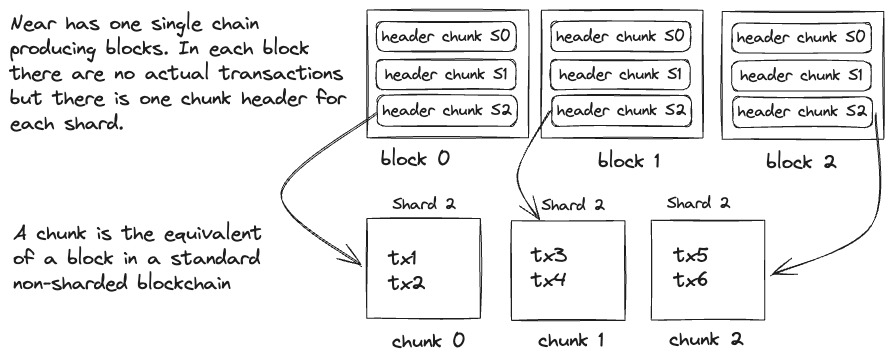 Near has one single chain
producing blocks. In each block
there are no actual transactions
but there is one chunk header for
each shard.
header chunk S0
header chunk S1
header chunk S2
block 0
header chunk S0
header chunk S1
header chunk S2
block 1
header chunk S0
header chunk S1
header chunk S2
block 2
A chunk is the equivalent
of a block in a standard
non-sharded blockchain
Shard 2
tx1
tx2
chunk 0
Shard 2
tx3
tx4
chunk 1
Shard 2
tx5
tx6
chunk 2